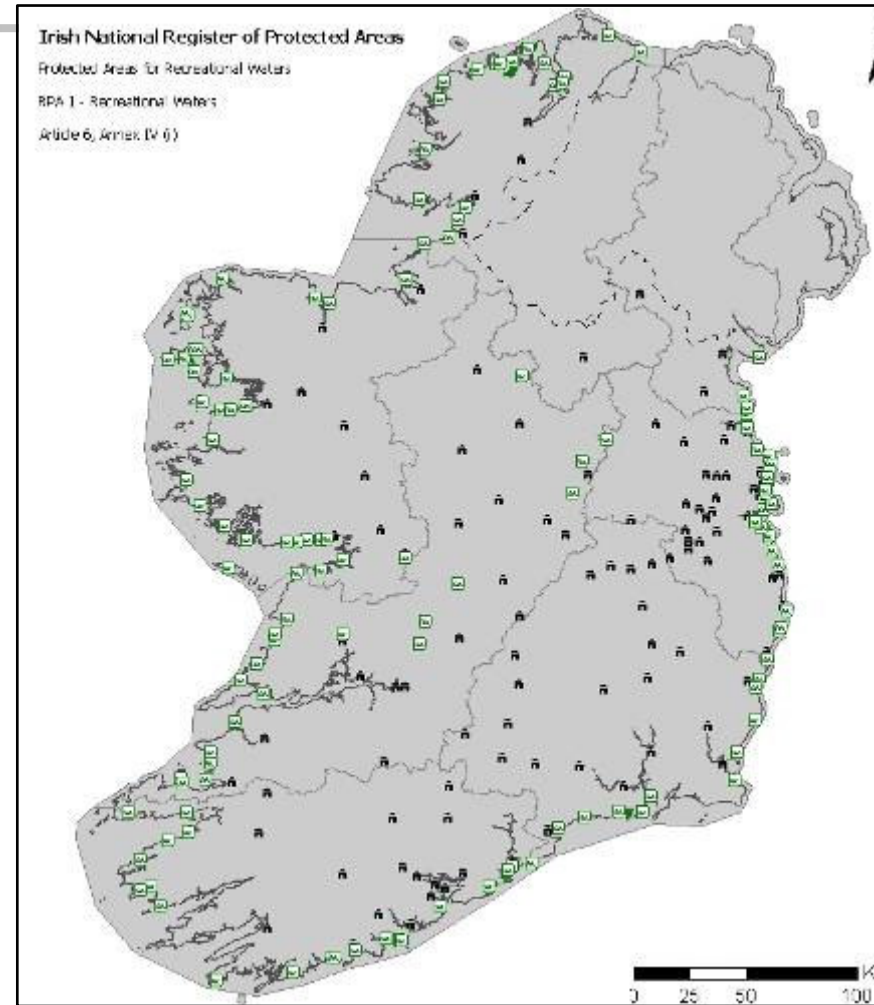 Irish National Register of Protected Areas
Protected Areas for Recreational Waters
RPA 1 - Recreational Waters
Article 6, Annex IV (i)
0 25 50 100